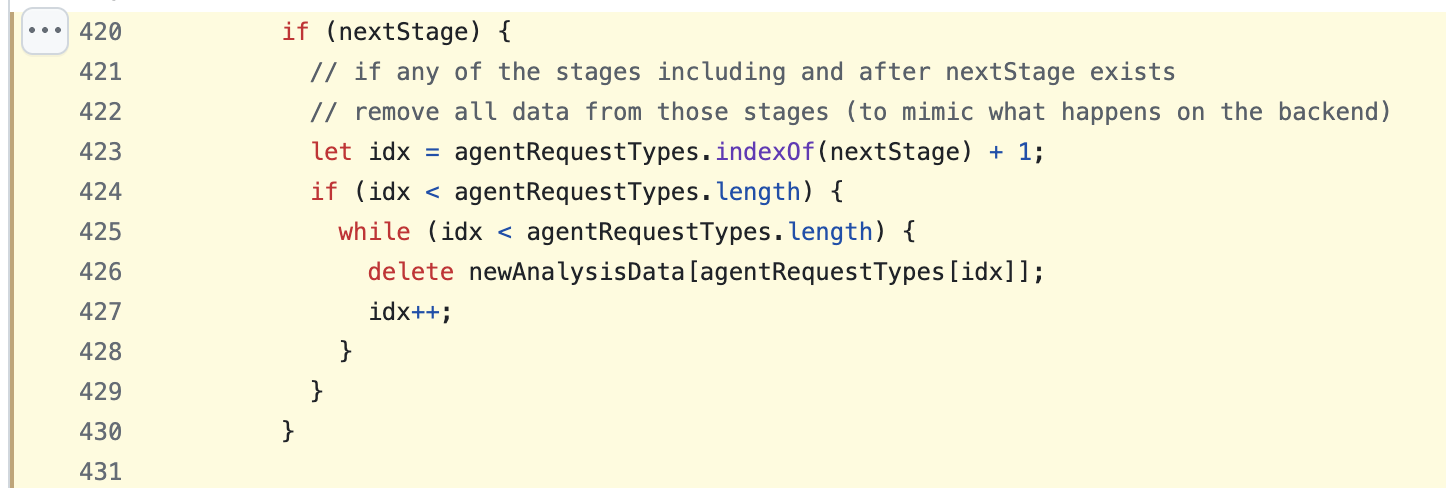 420 if (nextStage) {
421 // if any of the stages including and after nextStage exists
422 // remove all data from those stages (to mimic what happens on the backend)
423 let idx = agentRequestTypes.indexOf(nextStage) + 1;
424 if (idx < agentRequestTypes.length) {
425 while (idx < agentRequestTypes.length) {
426 delete newAnalysisData[agentRequestTypes[idx]];
427 idx++;
428 }
429 }
430 }
431